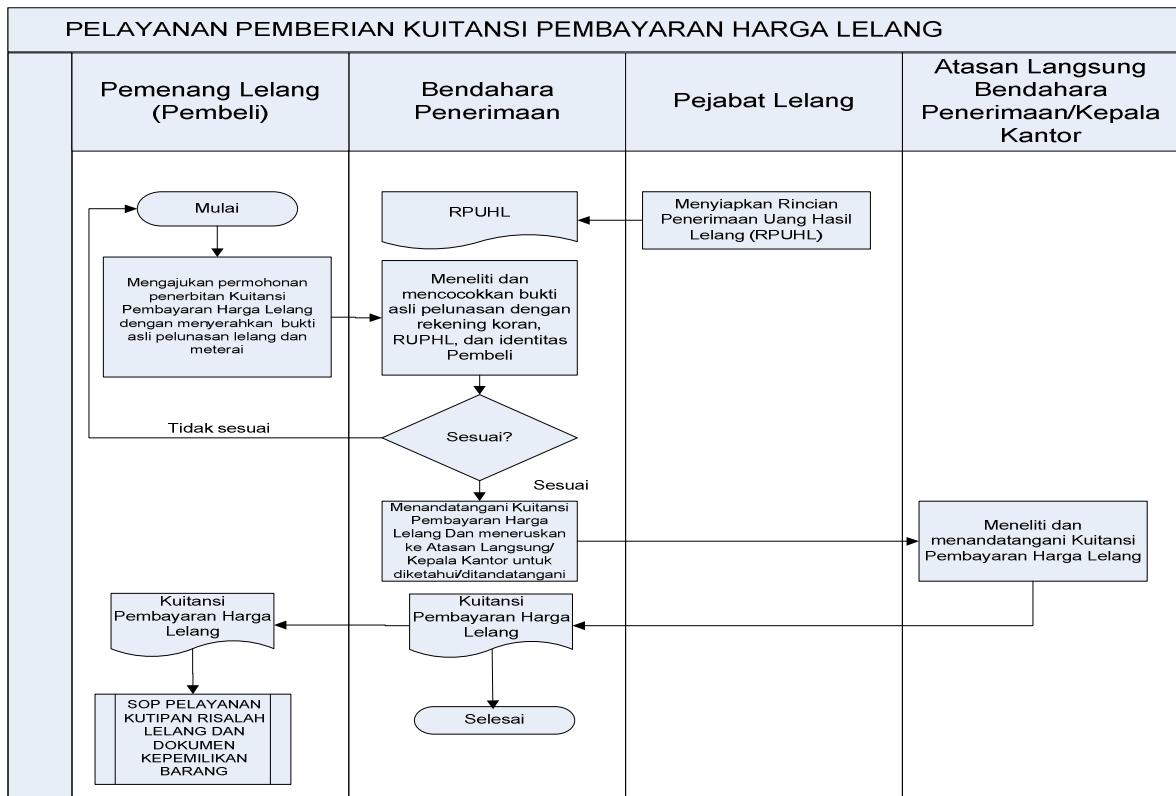 PELAYANAN PEMBERIAN KUITANSI PEMBAYARAN HARGA LELANG
Pemenang Lelang
(Pembeli)
Bendahara
Penerimaan
Pejabat Lelang
Atasan Langsung
Bendahara
Penerimaan/Kepala
Kantor
Mulai
RPUHL
Menyiapkan Rincian
Penerimaan Uang Hasil
Lelang (RPUHL)
Mengajukan permohonan
penerbitan Kuitansi
Pembayaran Harga Lelang
dengan menyerahkan bukti
asli pelunasan lelang dan
meterai
Meneliti dan
mencocokkan bukti
asli pelunasan dengan
rekening koran,
RUPHL, dan identitas
Pembeli
Tidak sesuai
Sesuai?
Sesuai
Menandatangani Kuitansi
Pembayaran Harga
Lelang Dan meneruskan
ke Atasan Langsung/
Kepala Kantor untuk
diketahui/ditandatangani
Meneliti dan
menandatangani Kuitansi
Pembayaran Harga Lelang
Kuitansi
Pembayaran Harga
Lelang
Kuitansi
Pembayaran Harga
Lelang
SOP PELAYANAN
KUTIPAN RISALAH
LELANG DAN
DOKUMEN
KEPEMILIKAN
BARANG
Selesai